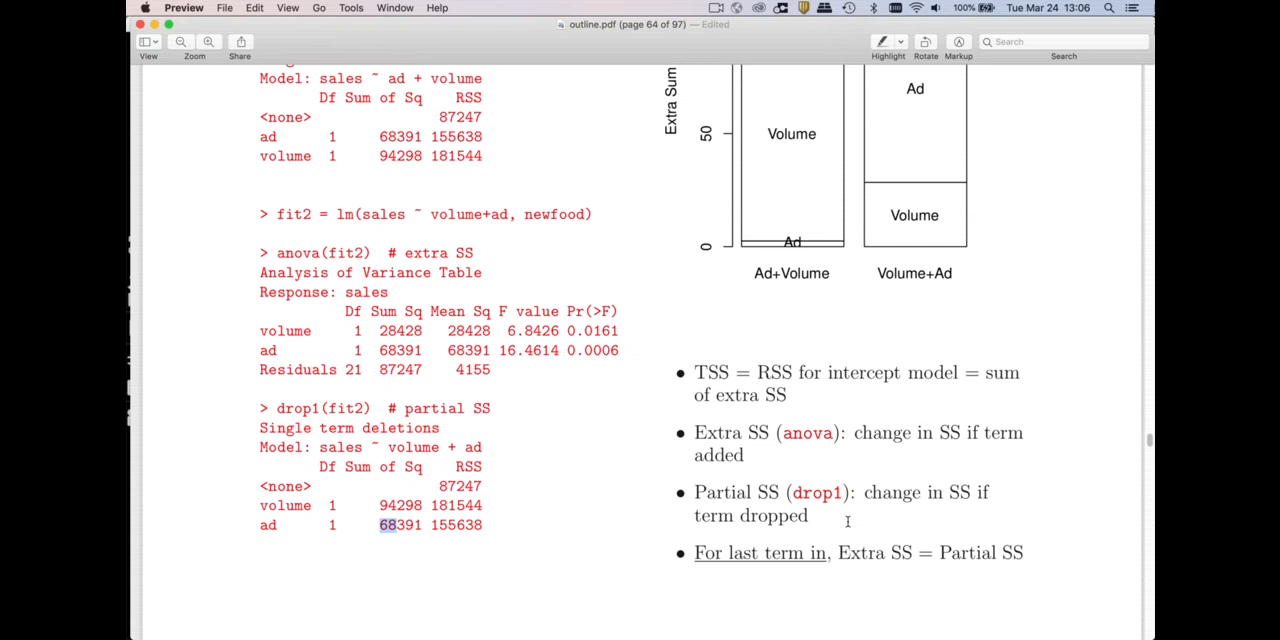 Preview File Edit View Go Tools Window Help 100% Tue Mar 24 13:06
outline.pdf (page 64 of 97) — Edited
View Zoom Share Highlight Rotate Markup Search
Search
Model: sales ~ ad + volume
Df Sum of Sq RSS
<none> 87247
ad 1 68391 155638
volume 1 94298 181544
> fit2 = lm(sales ~ volume+ad, newfood)
> anova(fit2) # extra SS
Analysis of Variance Table
Response: sales
Df Sum Sq Mean Sq F value Pr(>F)
volume 1 28428 28428 6.8426 0.0161
ad 1 68391 68391 16.4614 0.0006
Residuals 21 87247 4155
> drop1(fit2) # partial SS
Single term deletions
Model: sales ~ volume + ad
Df Sum of Sq RSS
<none> 87247
volume 1 94298 181544
ad 1 68391 155638
Extra Sum
50
0
Volume
Ad
Ad
Volume
Ad+Volume
Volume+Ad
• TSS = RSS for intercept model = sum
of extra SS
• Extra SS (anova): change in SS if term
added
• Partial SS (drop1): change in SS if
term dropped
• For last term in, Extra SS = Partial SS